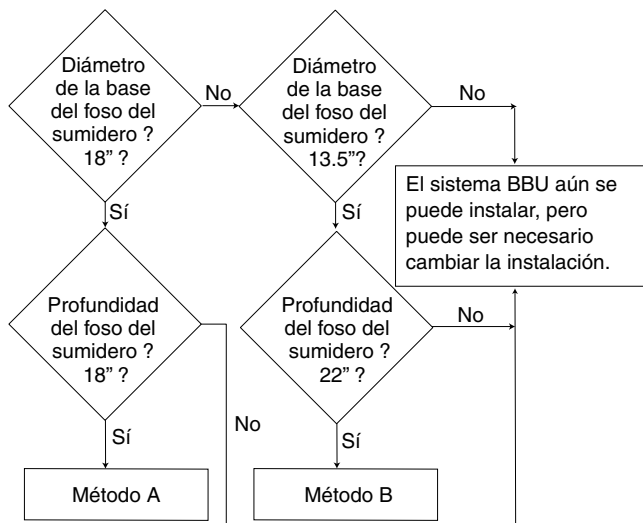 Diámetro
de la base
del foso del
sumidero ?
18” ?
No
Diámetro
de la base
del foso del
sumidero ?
13.5”?
No
El sistema BBU aún se
puede instalar, pero
puede ser necesario
cambiar la instalación.
Sí
Sí
Profundidad
del foso del
sumidero ?
18” ?
No
Profundidad
del foso del
sumidero ?
22” ?
No
Sí
Sí
Método A
Método B